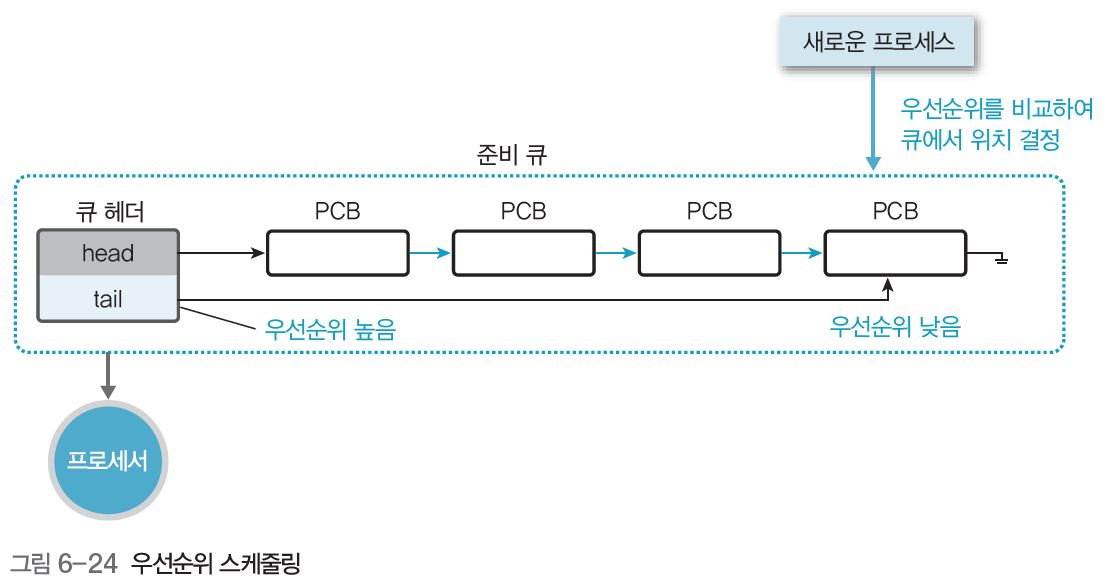 새로운 프로세스
우선순위를 비교하여
큐에서 위치 결정
준비 큐
큐 헤더
PCB
PCB
PCB
PCB
head
tail
우선순위 높음
우선순위 낮음
프로세서
그림 6-24 우선순위 스케줄링